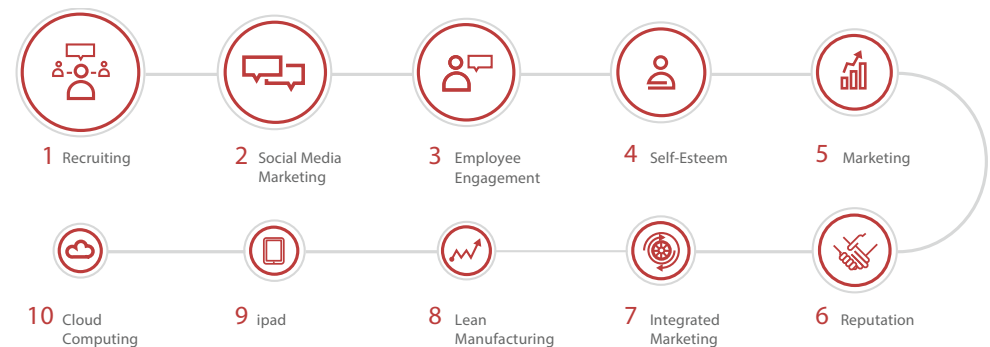 1 Recruiting
2 Social Media
Marketing
3 Employee
Engagement
4 Self-Esteem
5 Marketing
6 Reputation
7 Integrated
Marketing
8 Lean
Manufacturing
9 ipad
10 Cloud
Computing